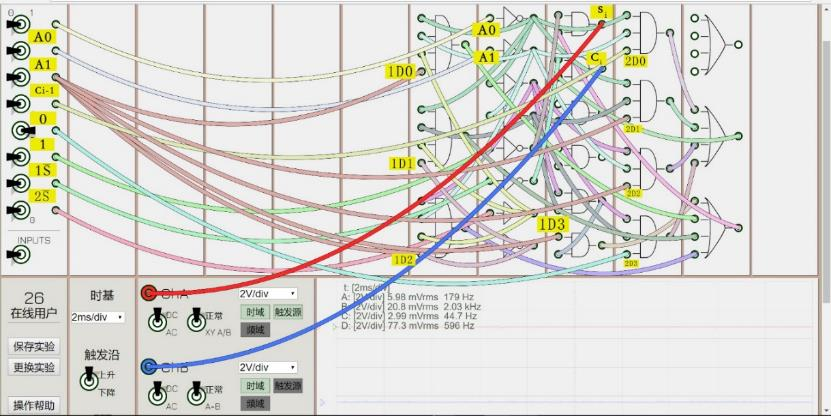 0 1
A0
A1
Ci-1
0
1
1S
2S
0
INPUTS
A0
A1
1D0
1D1
1D2
1D3
Si
Ci
2D0
2D1
2D2
2D3
26
在线用户
保存实验
更换实验
操作帮助
时基
2ms/div
触发沿
上升
下降
C ChA
2V/div
DC
AC
正常
XY A/B
时域
触发源
频域
ChB
2V/div
DC
AC
正常
A-B
时域
触发源
频域
t: [2ms/div]
A: [2V/div] 5.98 mVrms 179 Hz
B: [2V/div] 20.8 mVrms 2.03 kHz
C: [2V/div] 2.99 mVrms 44.7 Hz
D: [2V/div] 77.3 mVrms 596 Hz